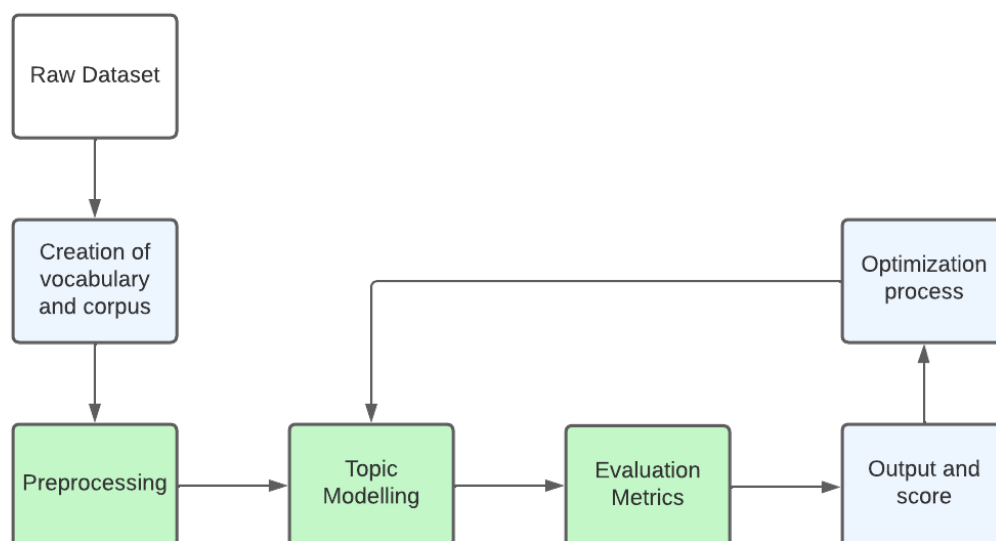 Raw Dataset
Creation of
vocabulary
and corpus
Optimization
process
Preprocessing
Topic
Modelling
Evaluation
Metrics
Output and
score